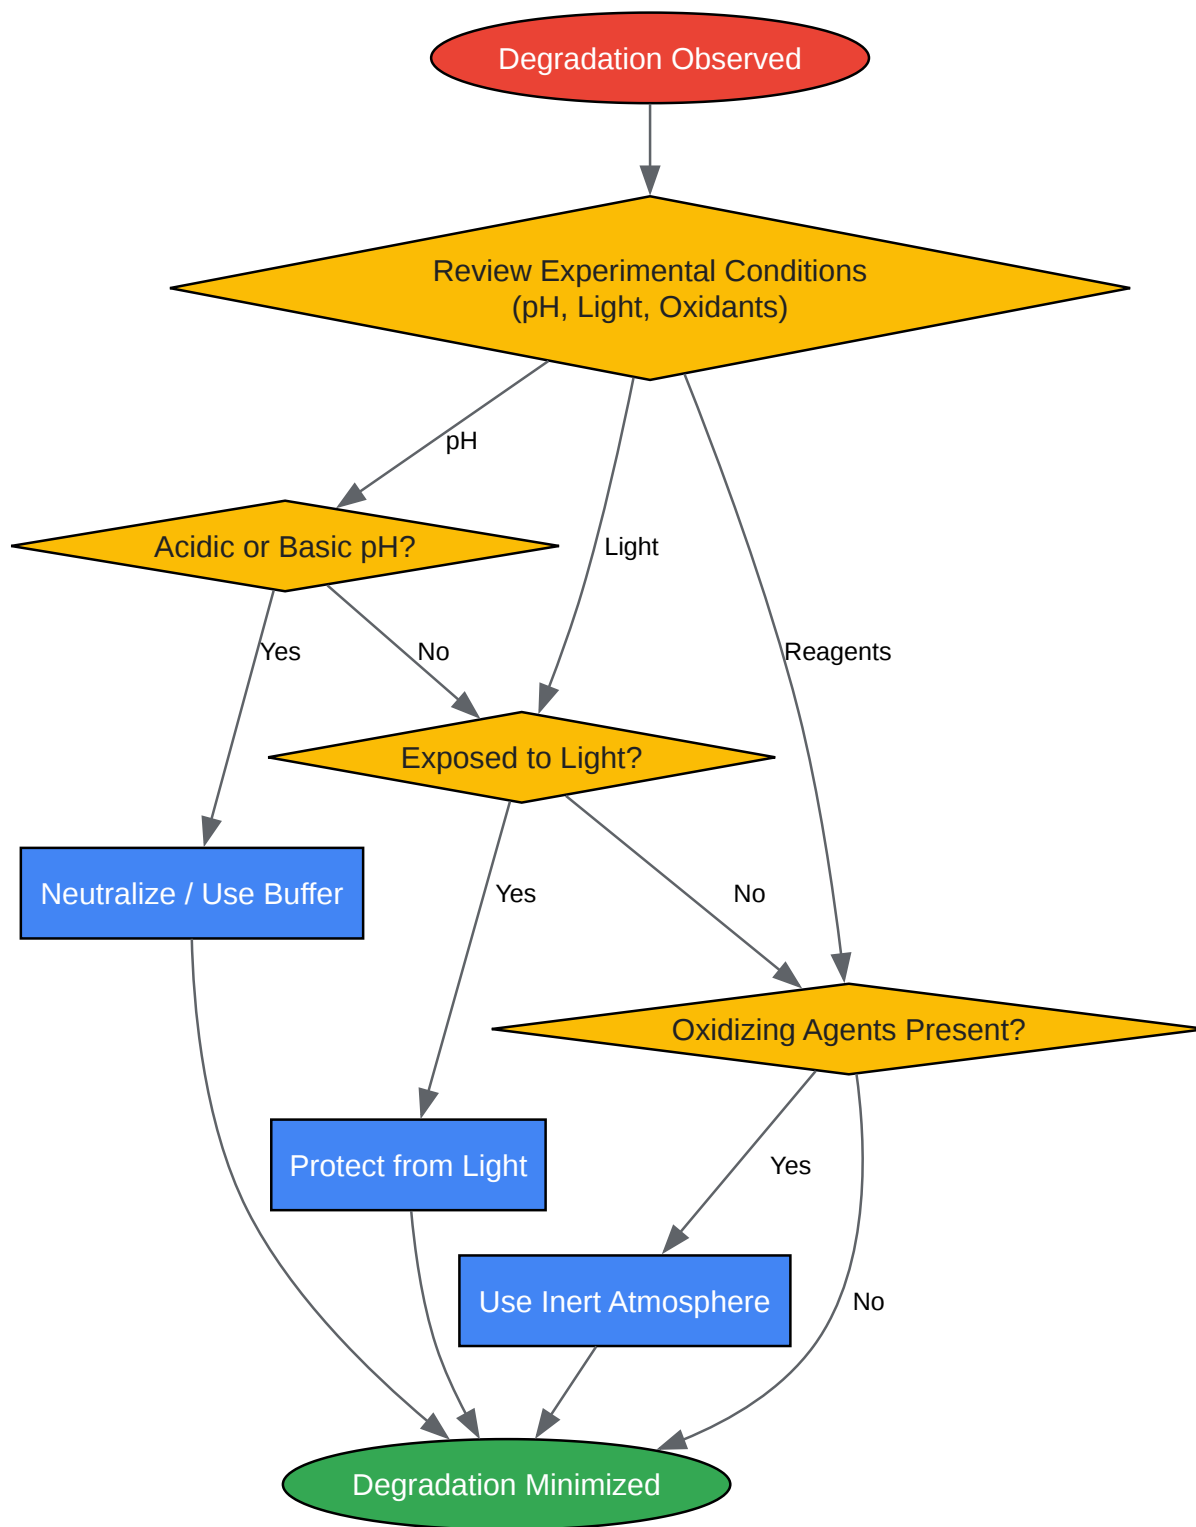 Degradation Observed
Review Experimental Conditions
(pH, Light, Oxidants)
pH
Acidic or Basic pH?
Light
Yes
No
Reagents
Exposed to Light?
Neutralize / Use Buffer
Yes
No
Oxidizing Agents Present?
Protect from Light
Yes
Use Inert Atmosphere
No
Degradation Minimized